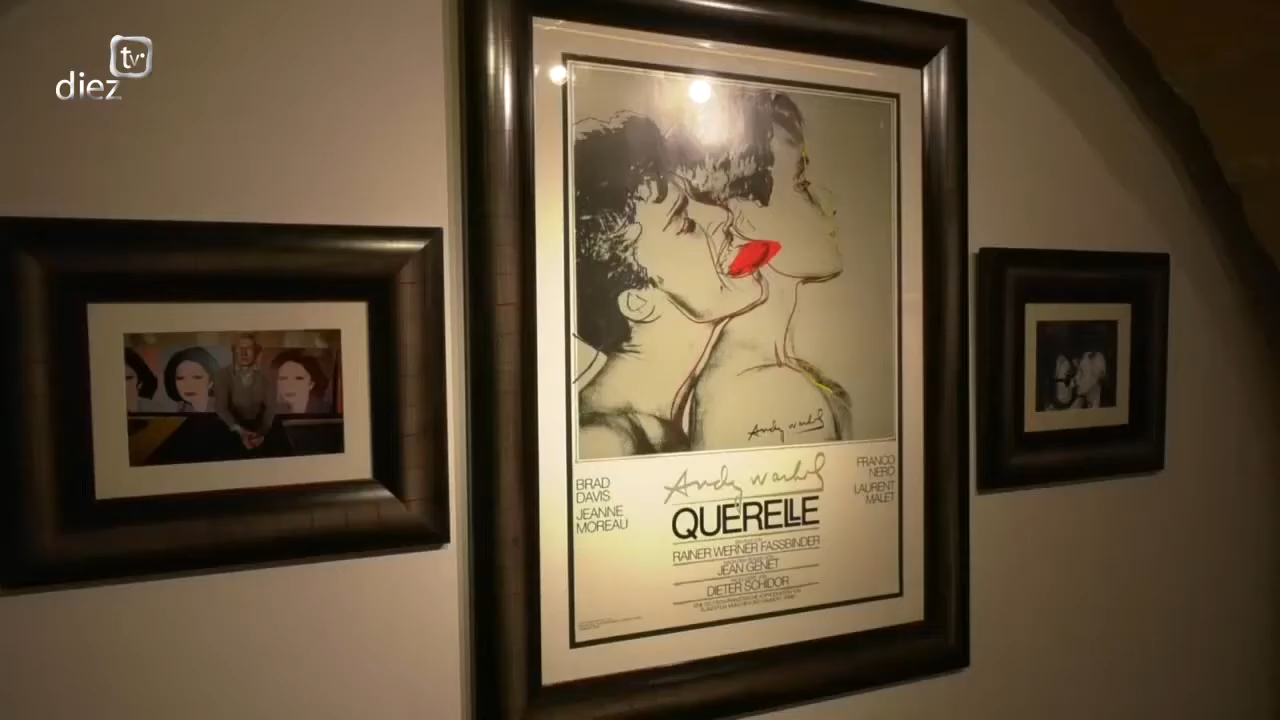 tv
diez
Andy Warhol
BRAD
DAVIS
JEANNE
MOREAU
Andy Warhol
FRANCO
NERO
LAURENT
MALET
QUERELLE
RAINER WERNER FASSBINDER
JEAN GENET
DIETER SCHIDOR